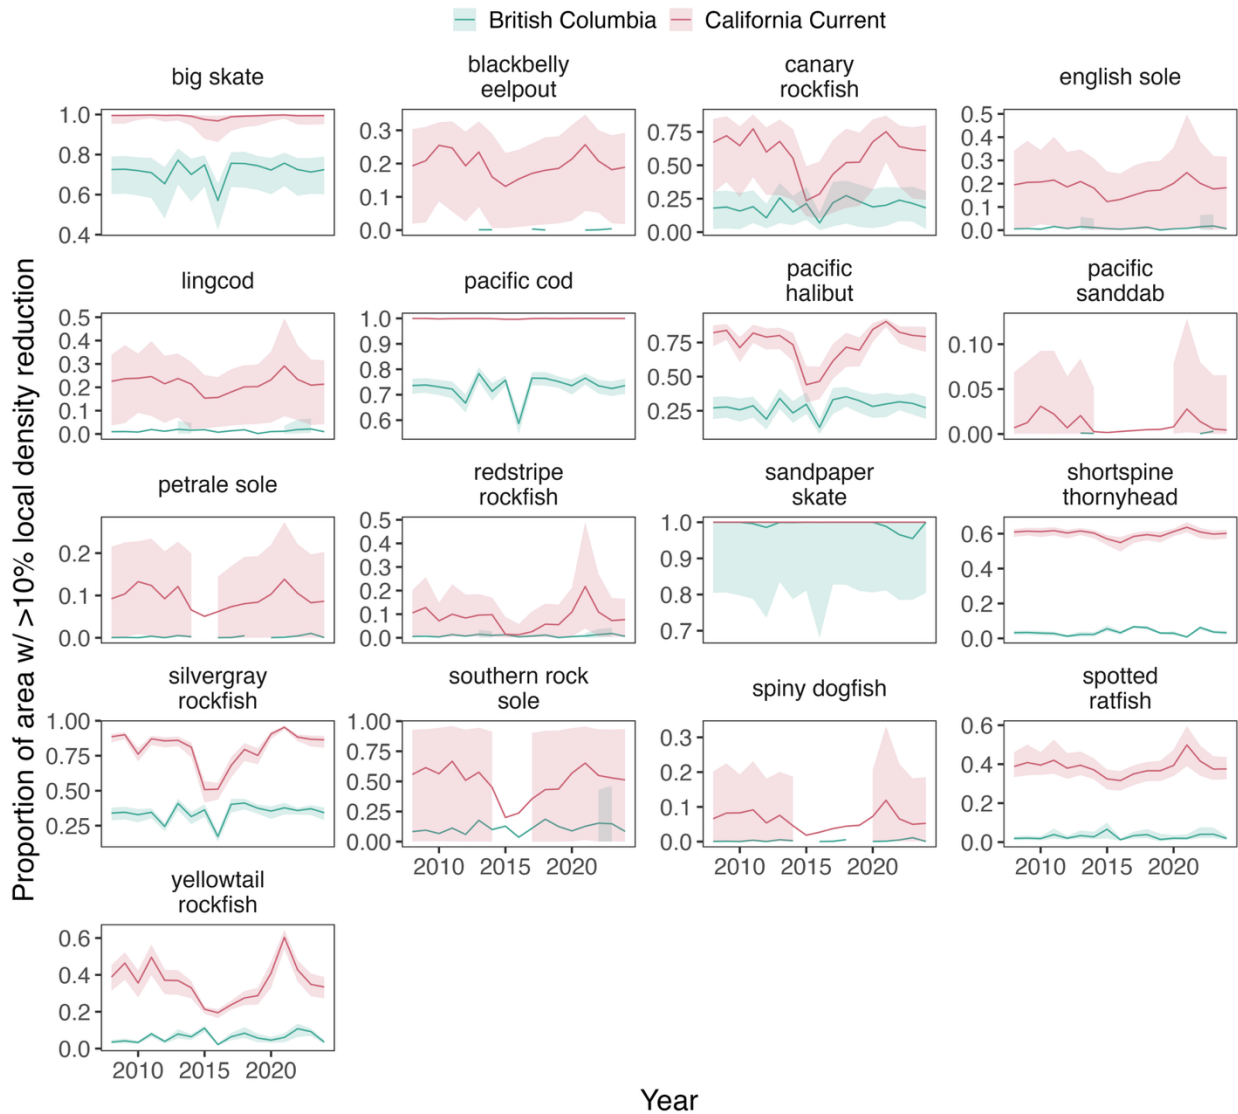 British Columbia California Current
big skate
blackbelly
eelpout
canary
rockfish
english sole
1.0
0.8
0.6
0.4
0.3
0.2
0.1
0.0
0.75
0.50
0.25
0.00
0.5
0.4
0.3
0.2
0.1
0.0
lingcod
pacific cod
pacific
halibut
pacific
sanddab
0.5
0.4
0.3
0.2
0.1
0.0
1.0
0.9
0.8
0.7
0.6
0.75
0.50
0.25
0.10
0.05
0.00
petrale sole
redstripe
rockfish
sandpaper
skate
shortspine
thornyhead
0.2
0.1
0.0
0.5
0.4
0.3
0.2
0.1
0.0
1.0
0.9
0.8
0.7
0.6
0.4
0.2
0.0
silvergray
rockfish
southern rock
sole
spiny dogfish
spotted
ratfish
1.00
0.75
0.50
0.25
1.00
0.75
0.50
0.25
0.00
0.3
0.2
0.1
0.0
0.6
0.4
0.2
0.0
2010 2015 2020
2010 2015 2020
2010 2015 2020
yellowtail
rockfish
0.6
0.4
0.2
0.0
2010 2015 2020
Proportion of area w/ >10% local density reduction
Year